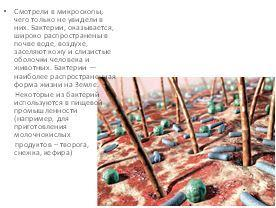 • Смотрели в микроскопы,
чего только не увидели в
них. Бактерии, оказывается,
широко распространены в
почве воде, воздухе,
заселяют кожу и слизистые
оболочки человека и
животных. Бактерии —
наиболее распространенная
форма жизни на Земле.
Некоторые из бактерий
используются в пищевой
промышленности
(например, для
приготовления
молочнокислых
продуктов – творога,
снежка, кефира)